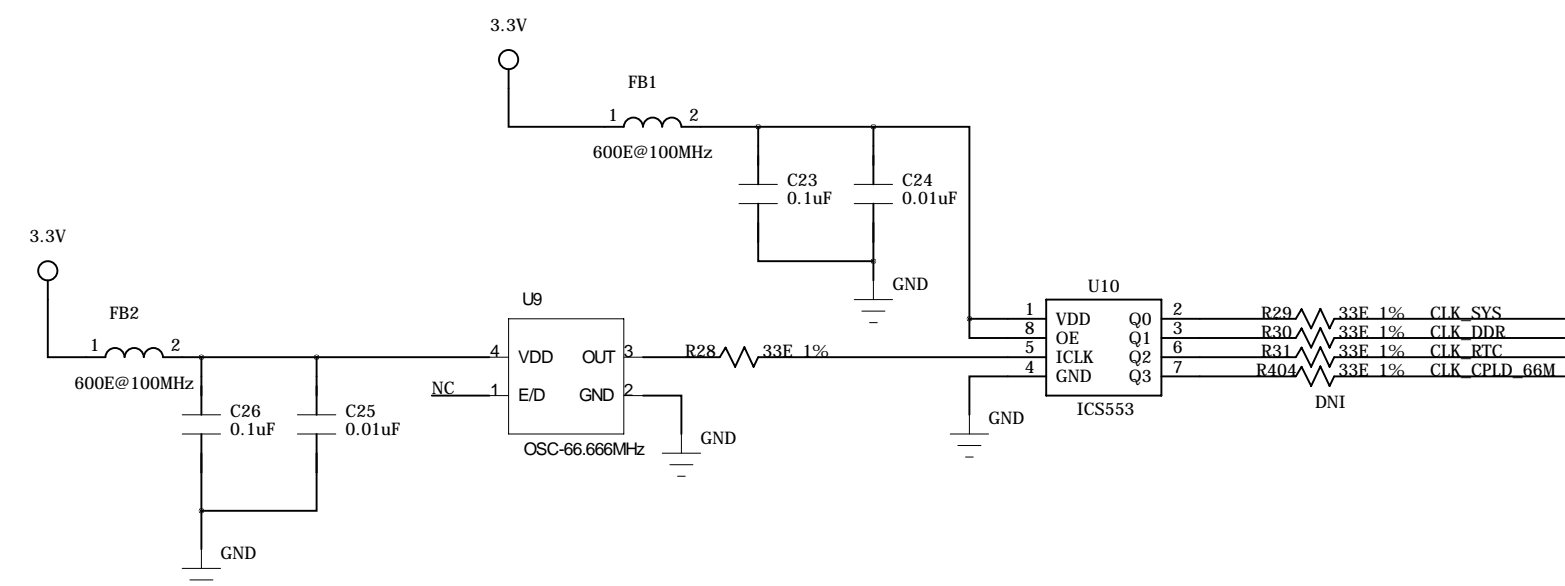 3.3V
FB1
1 2
600E@100MHz
C23
0.1uF
C24
0.01uF
GND
3.3V
FB2
1 2
600E@100MHz
C26
0.1uF
C25
0.01uF
GND
U9
4 VDD OUT 3
NC 1 E/D GND 2
OSC-66.666MHz
GND
R28 33E 1%
U10
1 VDD Q0 2 R29 33E 1% CLK_SYS
8 OE Q1 3 R30 33E 1% CLK_DDR
5 ICLK Q2 6 R31 33E 1% CLK_RTC
4 GND Q3 7 R404 33E 1% CLK_CPLD_66M
ICS553
DNI
GND